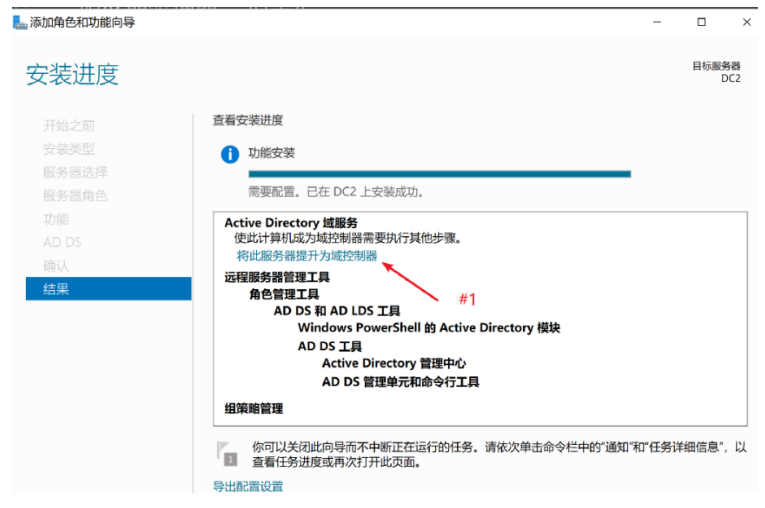 添加角色和功能向导
安装进度
目标服务器
DC2
开始之前
安装类型
服务器选择
服务器角色
功能
AD DS
确认
结果
查看安装进度
功能安装
需要配置。已在 DC2 上安装成功。
Active Directory 域服务
使此计算机成为域控制器需要执行其他步骤。
将此服务器提升为域控制器
#1
远程服务器管理工具
角色管理工具
AD DS 和 AD LDS 工具
Windows PowerShell 的 Active Directory 模块
AD DS 工具
Active Directory 管理中心
AD DS 管理单元和命令行工具
组策略管理
1
你可以关闭此向导而不中断正在运行的任务。请依次单击命令栏中的“通知”和“任务详细信息”，以
查看任务进度或再次打开此页面。
导出配置设置